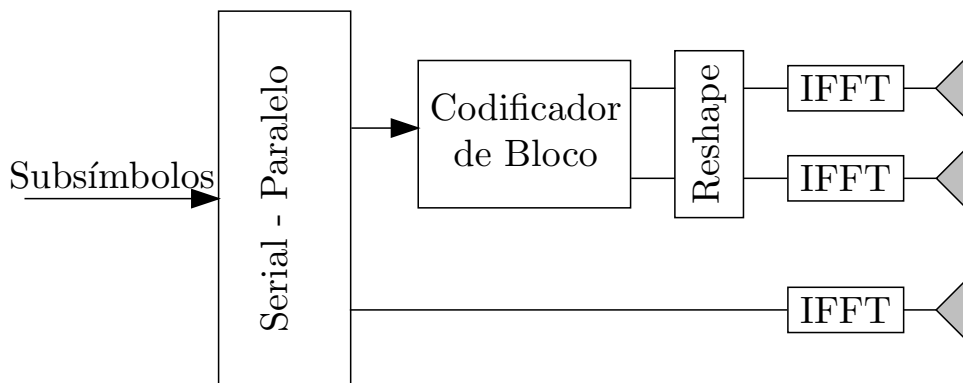 Subsímbolos
Serial - Paralelo
Codificador
de Bloco
Reshape
IFFT
IFFT
IFFT